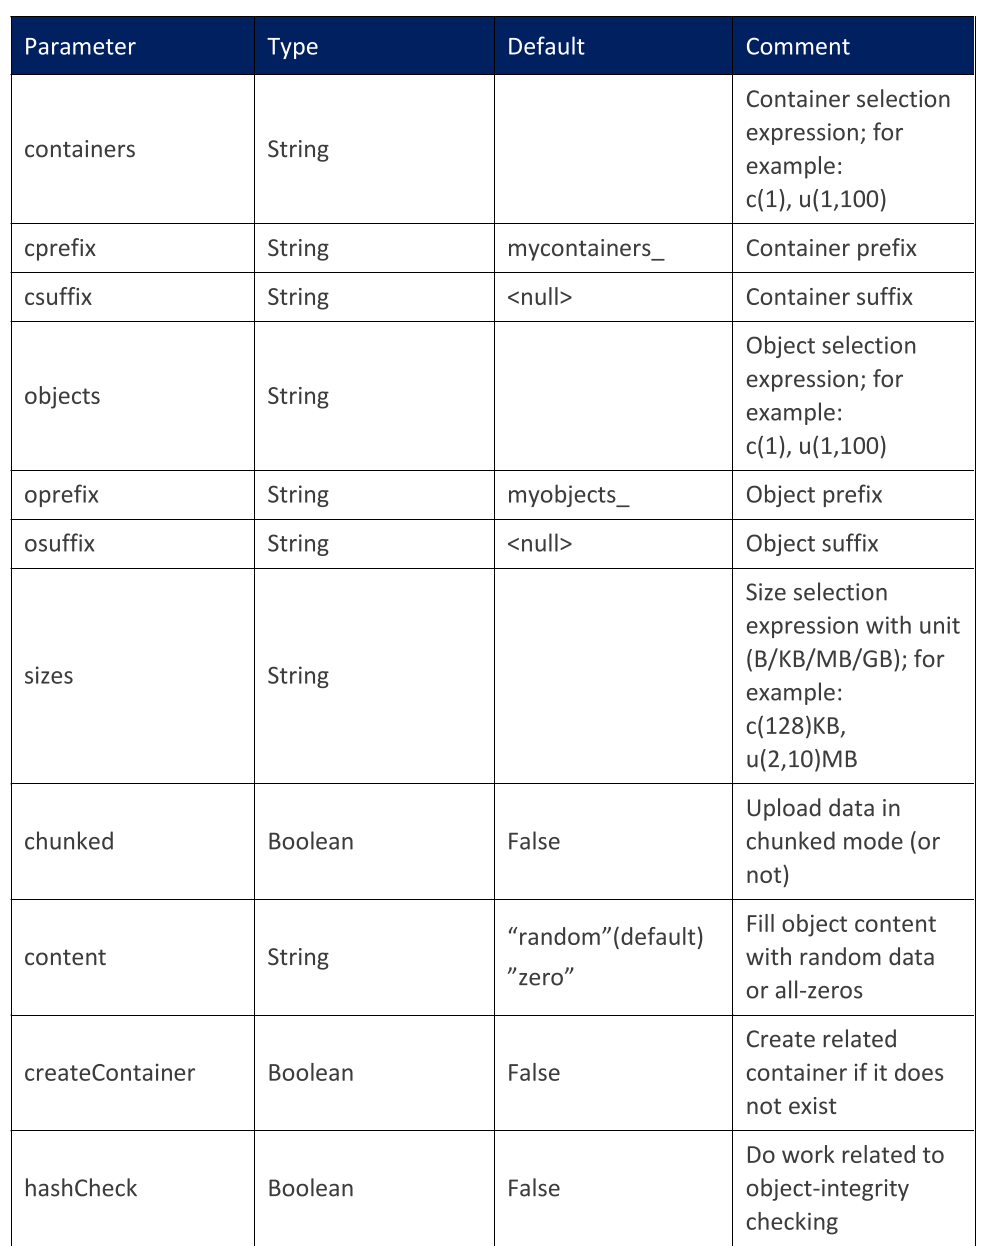 Parameter Type Default Comment
containers String Container selection
expression; for
example:
c(1), u(1,100)
cprefix String mycontainers_ Container prefix
csuffix String <null> Container suffix
objects String Object selection
expression; for
example:
c(1), u(1,100)
oprefix String myobjects_ Object prefix
osuffix String <null> Object suffix
sizes String Size selection
expression with unit
(B/KB/MB/GB); for
example:
c(128)KB,
u(2,10)MB
chunked Boolean False Upload data in
chunked mode (or
not)
content String “random”(default)
”zero” Fill object content
with random data
or all-zeros
createContainer Boolean False Create related
container if it does
not exist
hashCheck Boolean False Do work related to
object-integrity
checking